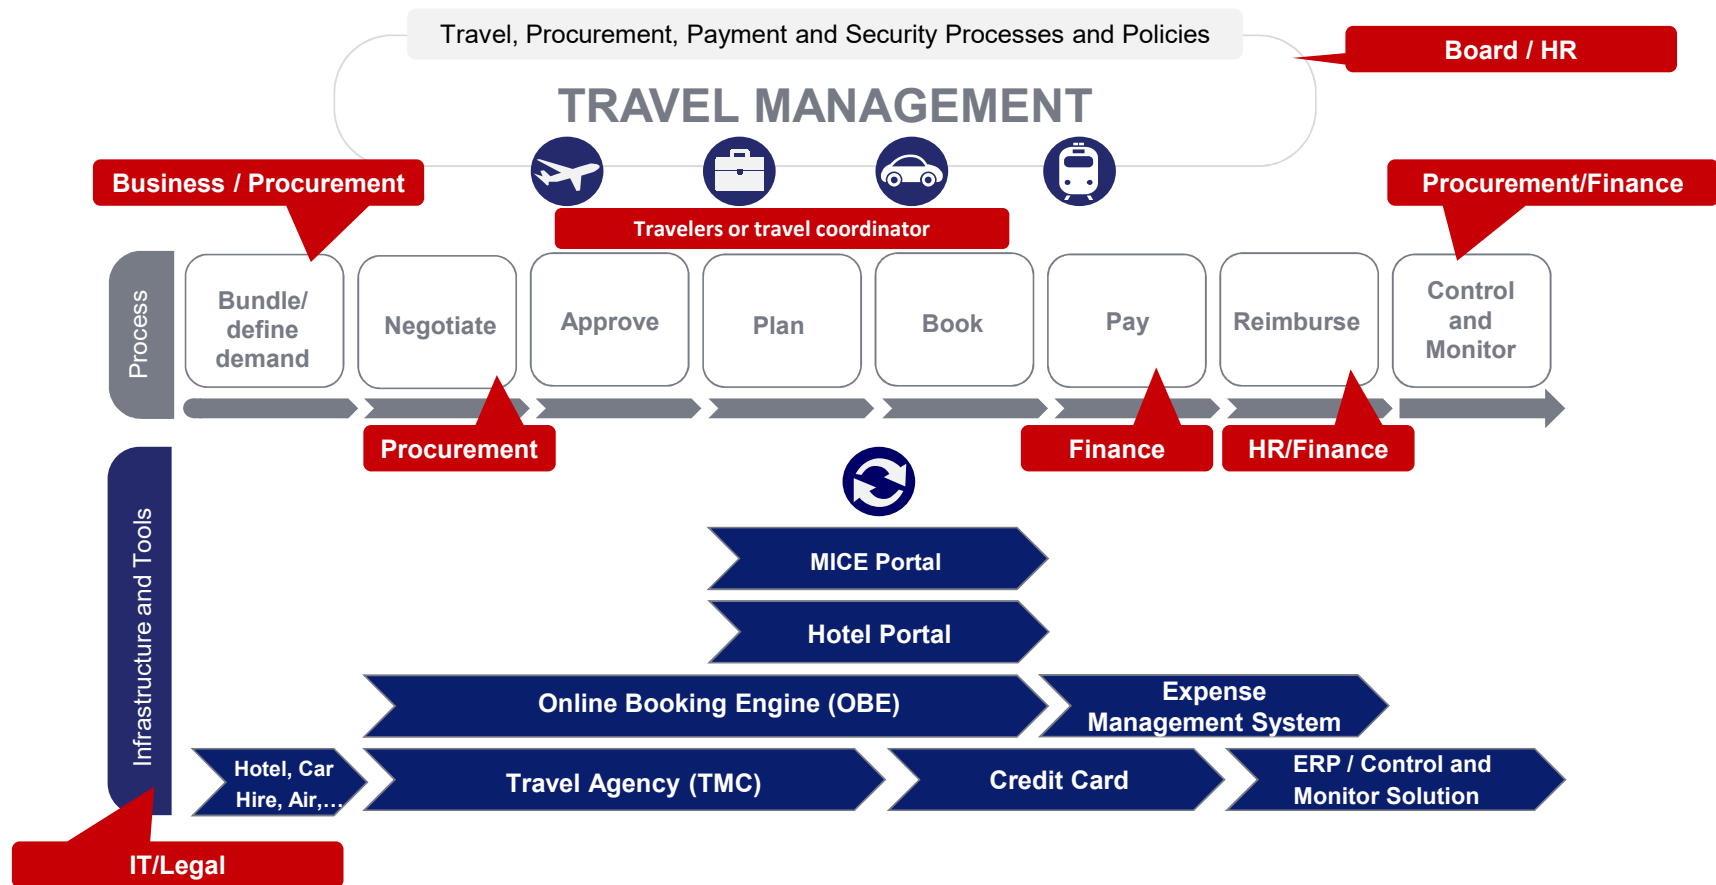 Travel, Procurement, Payment and Security Processes and Policies
Board / HR
TRAVEL MANAGEMENT
Business / Procurement
Procurement/Finance
Travelers or travel coordinator
Process
Bundle/
define
demand
Negotiate
Approve
Plan
Book
Pay
Reimburse
Control
and
Monitor
Procurement
Finance
HR/Finance
Infrastructure and Tools
MICE Portal
Hotel Portal
Online Booking Engine (OBE)
Expense
Management System
Hotel, Car
Hire, Air,...
Travel Agency (TMC)
Credit Card
ERP / Control and
Monitor Solution
IT/Legal